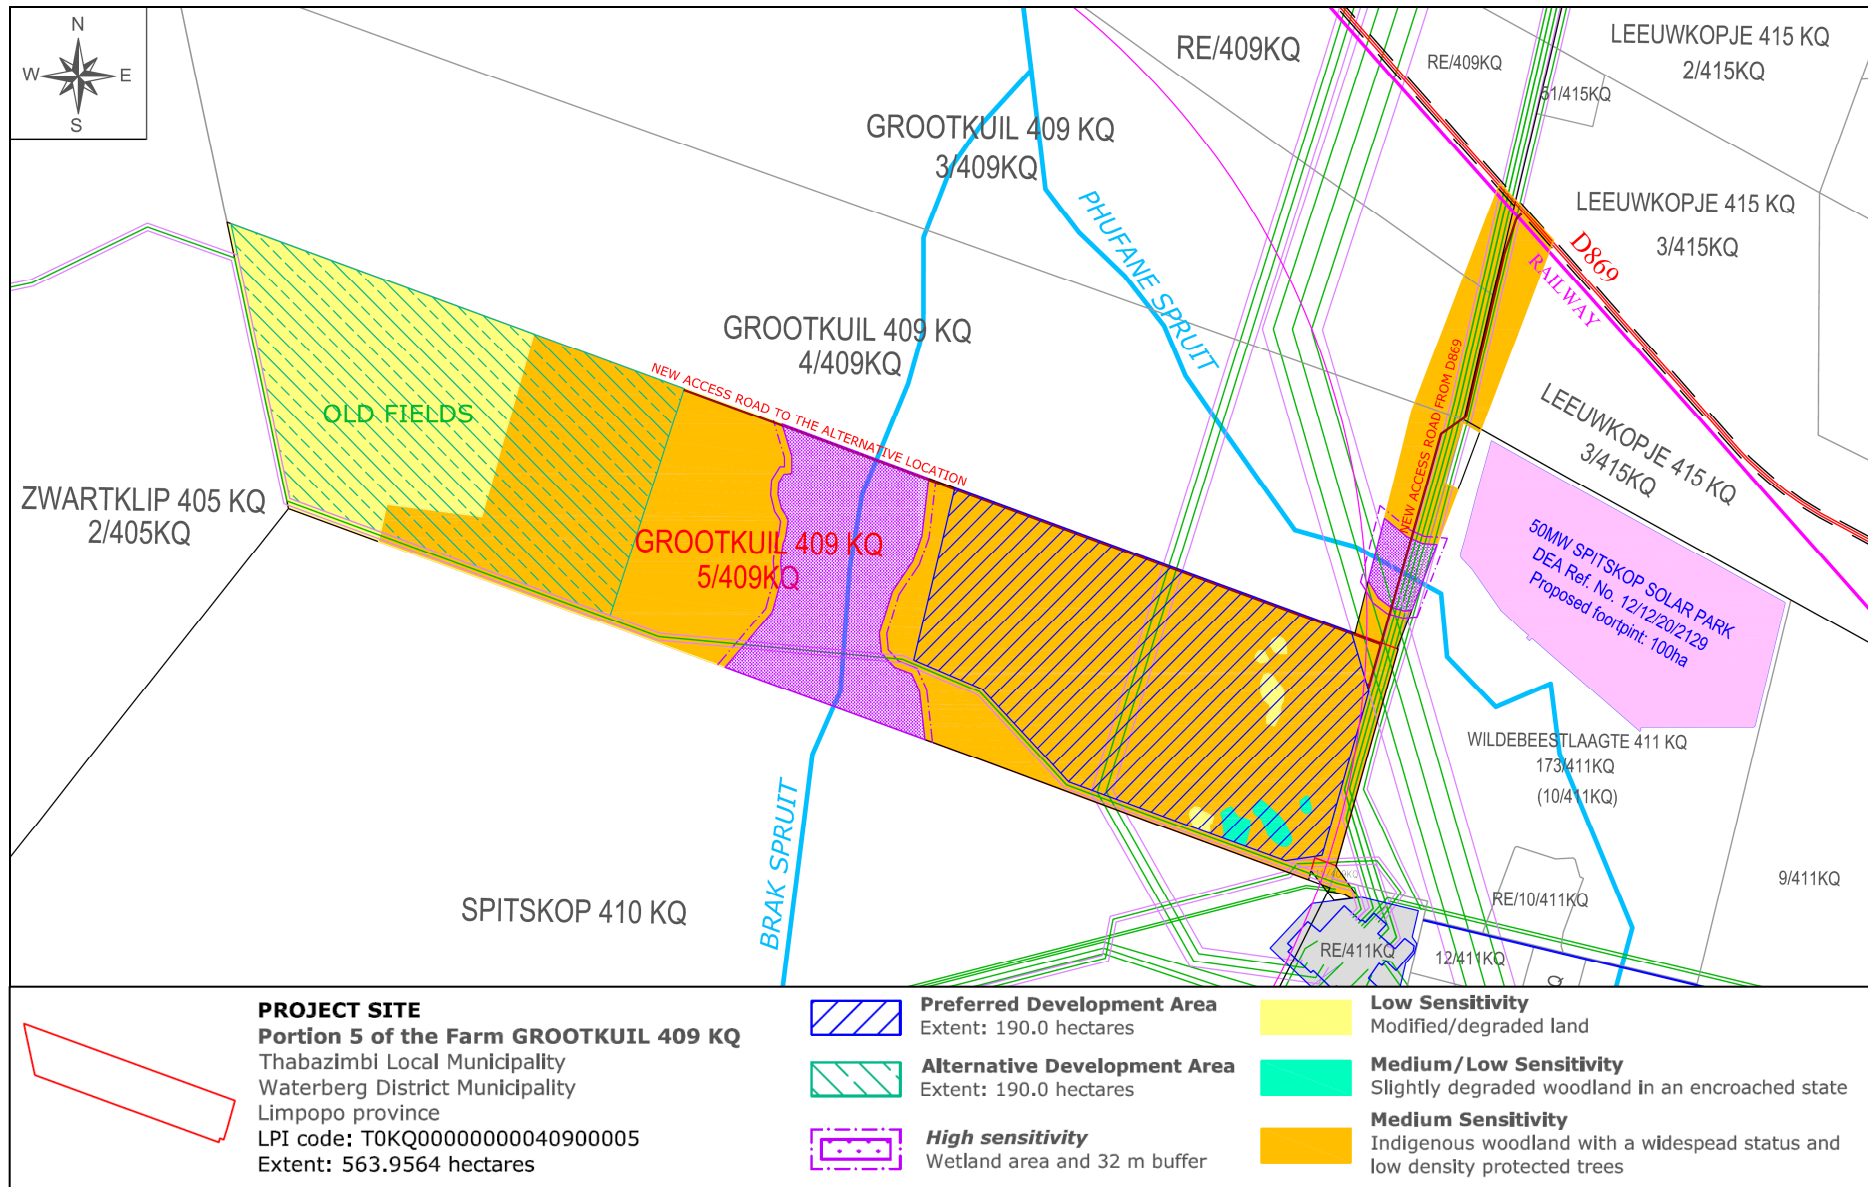 N
W
E
S
RE/409KQ
RE/409KQ
LEEUWKOPJE 415 KQ
2/415KQ
51/415KQ
GROOTKUIL 409 KQ
3/409KQ
LEEUWKOPJE 415 KQ
3/415KQ
D869
RAILWAY
PHUFANE SPRUIT
GROOTKUIL 409 KQ
4/409KQ
NEW ACCESS ROAD TO THE ALTERNATIVE LOCATION
NEW ACCESS ROAD FROM D869
LEEUWKOPJE 415 KQ
3/415KQ
OLD FIELDS
ZWARTKLIP 405 KQ
2/405KQ
GROOTKUIL 409 KQ
5/409KQ
50MW SPITSKOP SOLAR PARK
DEA Ref. No. 12/12/20/2129
Proposed footpint: 100ha
WILDEBEESTLAAGTE 411 KQ
173/411KQ
(10/411KQ)
BRAK SPRUIT
SPITSKOP 410 KQ
9/411KQ
RE/10/411KQ
RE/411KQ
12/411KQ
Q
PROJECT SITE
Portion 5 of the Farm GROOTKUIL 409 KQ
Thabazimbi Local Municipality
Waterberg District Municipality
Limpopo province
LPI code: T0KQ00000000040900005
Extent: 563.9564 hectares
Preferred Development Area
Extent: 190.0 hectares
Alternative Development Area
Extent: 190.0 hectares
High sensitivity
Wetland area and 32 m buffer
Low Sensitivity
Modified/degraded land
Medium/Low Sensitivity
Slightly degraded woodland in an encroached state
Medium Sensitivity
Indigenous woodland with a widespead status and
low density protected trees